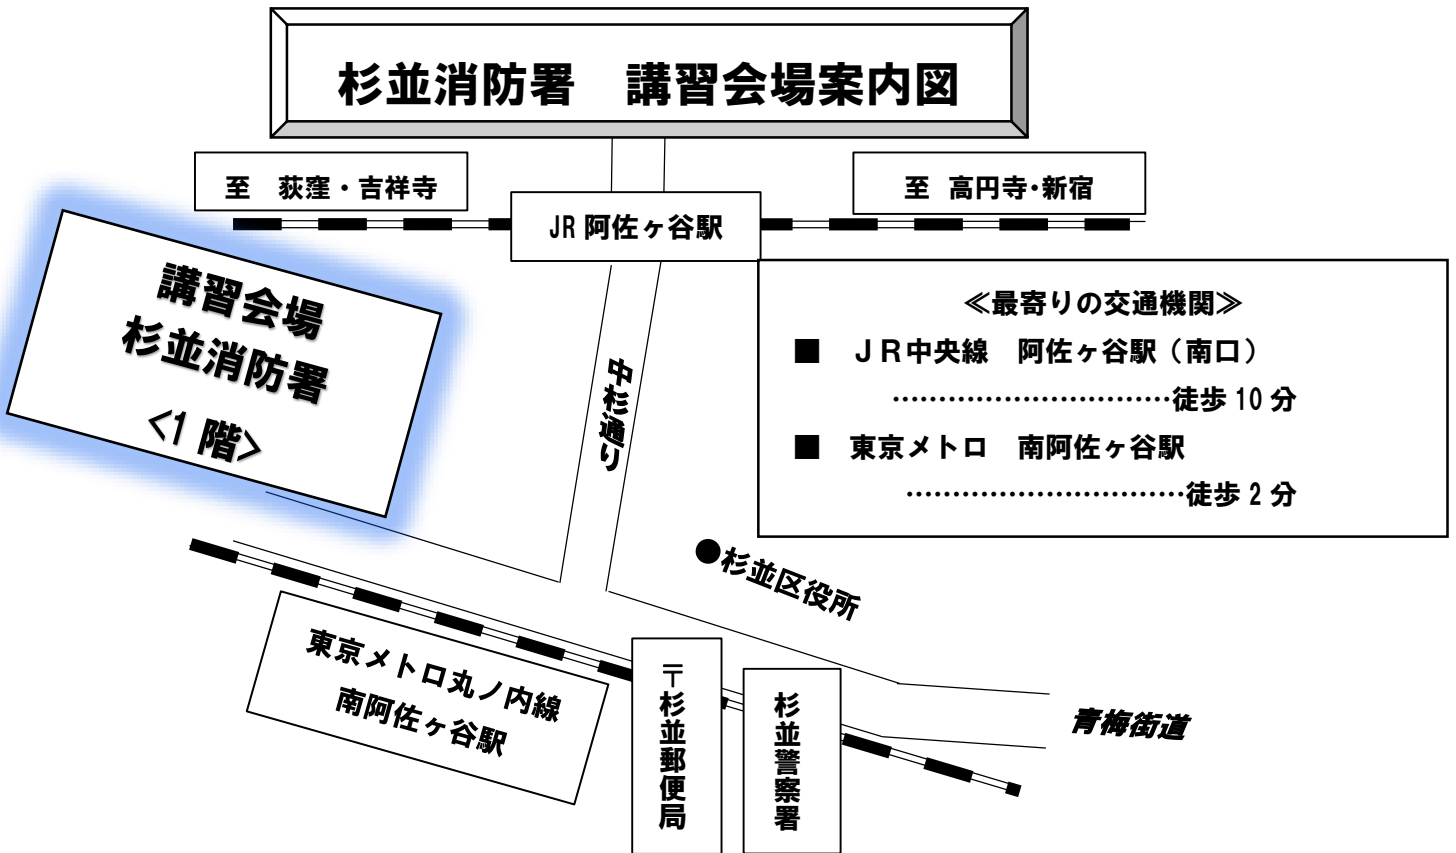 杉並消防署　講習会場案内図
至　荻窪・吉祥寺
至 高円寺・新宿
JR 阿佐ヶ谷駅
講習会場
杉並消防署
<1 階>
中杉通り
≪最寄りの交通機関≫
■　ＪＲ中央線　阿佐ヶ谷駅（南口）
…………………………徒歩 10 分
■　東京メトロ　南阿佐ヶ谷駅
…………………………徒歩 2 分
●杉並区役所
東京メトロ丸ノ内線
南阿佐ヶ谷駅
〒杉並郵便局
杉並警察署
青梅街道